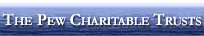 THE PEW CHARITABLE TRUSTS